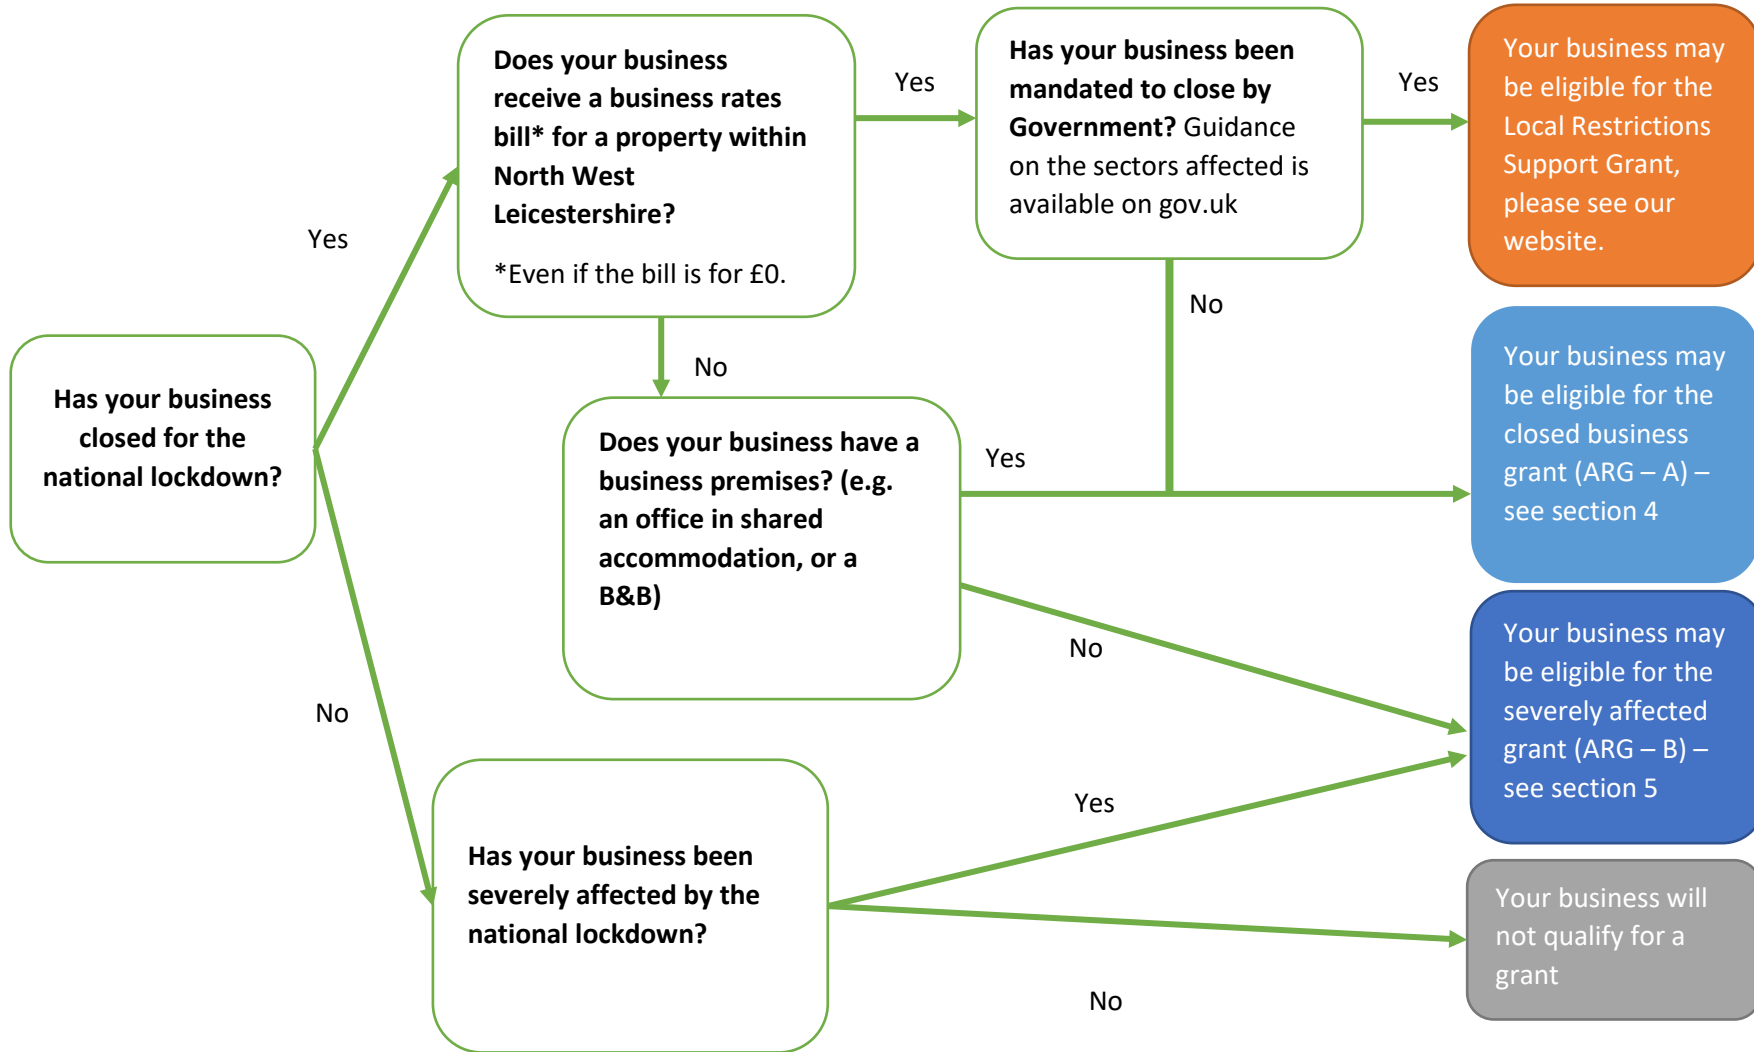 Has your business
closed for the
national lockdown?
Yes
No
Does your business
receive a business rates
bill* for a property within
North West
Leicestershire?
*Even if the bill is for £0.
Yes
No
Has your business been
mandated to close by
Government? Guidance
on the sectors affected is
available on gov.uk
Yes
No
Does your business have a
business premises? (e.g.
an office in shared
accommodation, or a
B&B)
Yes
No
Has your business been
severely affected by the
national lockdown?
Yes
No
Your business may
be eligible for the
Local Restrictions
Support Grant,
please see our
website.
Your business may
be eligible for the
closed business
grant (ARG – A) –
see section 4
Your business may
be eligible for the
severely affected
grant (ARG – B) –
see section 5
Your business will
not qualify for a
grant